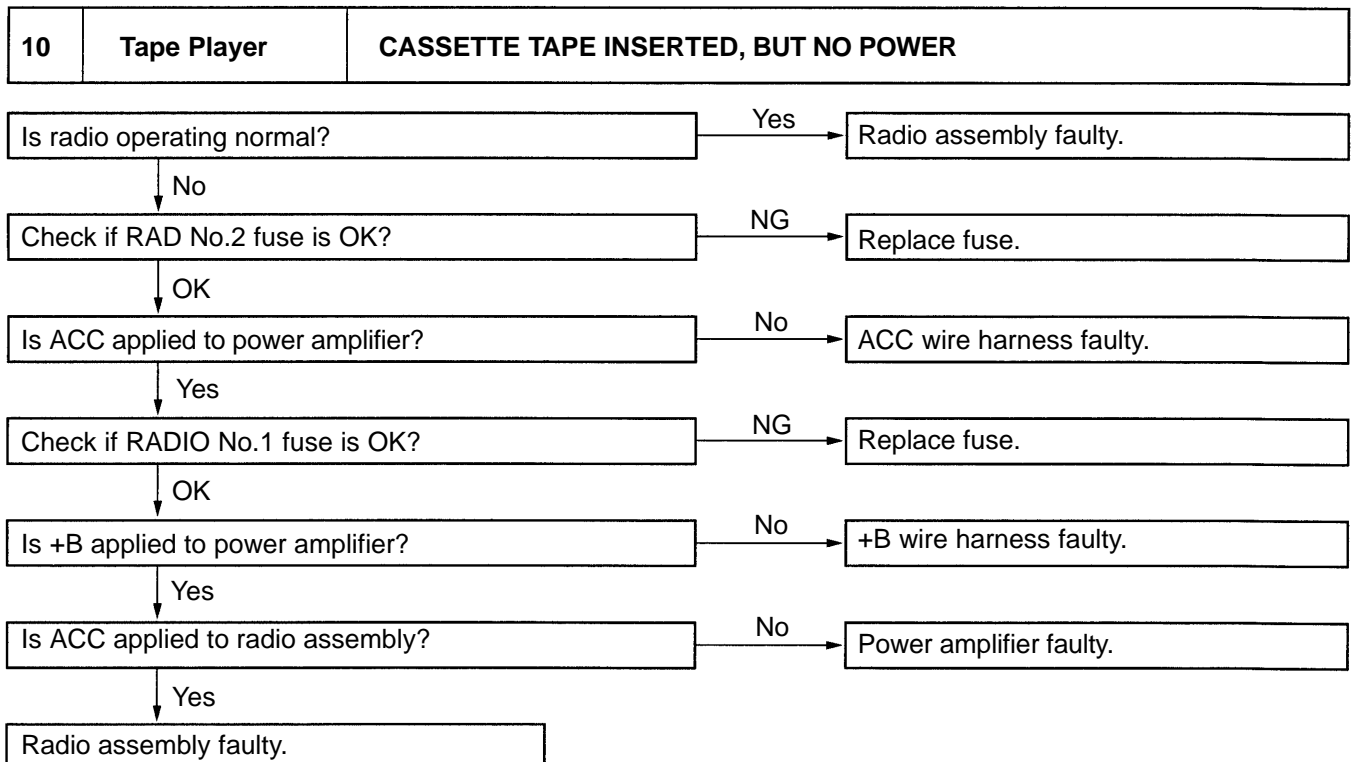 10 Tape Player CASSETTE TAPE INSERTED, BUT NO POWER
Is radio operating normal? Yes Radio assembly faulty.
No
Check if RAD No.2 fuse is OK? NG Replace fuse.
OK
Is ACC applied to power amplifier? No ACC wire harness faulty.
Yes
Check if RADIO No.1 fuse is OK? NG Replace fuse.
OK
Is +B applied to power amplifier? No +B wire harness faulty.
Yes
Is ACC applied to radio assembly? No Power amplifier faulty.
Yes
Radio assembly faulty.